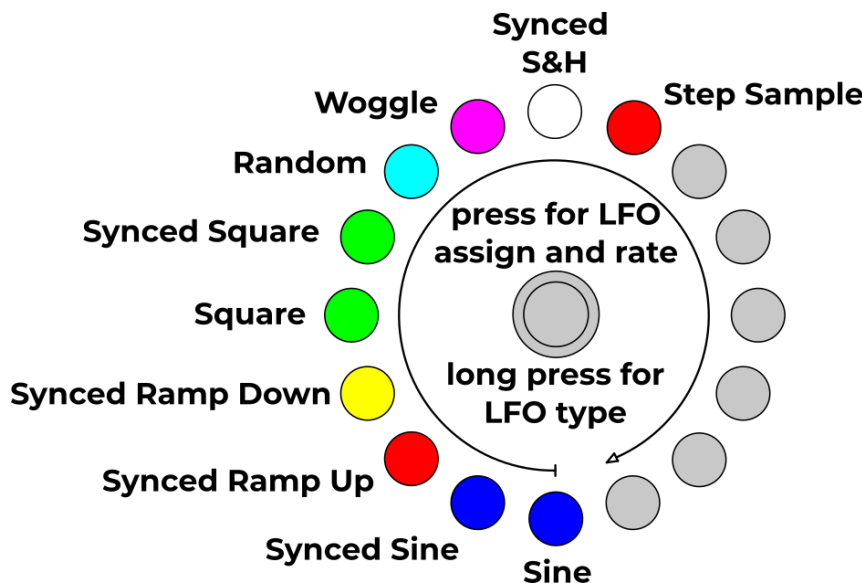 Synced
S&H
Step Sample
Woggle
Random
Synced Square
Square
Synced Ramp Down
Synced Ramp Up
Synced Sine
Sine
press for LFO
assign and rate
long press for
LFO type